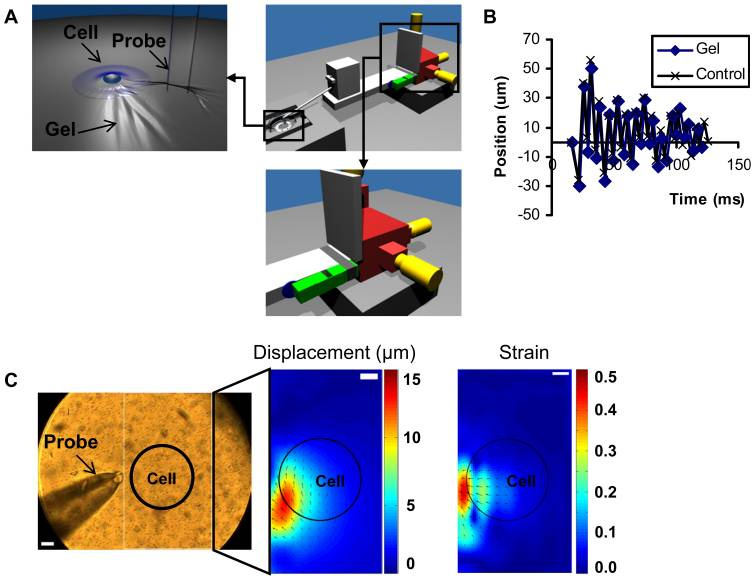 A
Cell
Probe
Gel
B
70
50
30
10
-10
-30
-50
Position (um)
0
50
100
150
Time (ms)
Gel
Control
C
Probe
Cell
Displacement (µm)
Cell
15
10
5
0
Strain
Cell
0.5
0.4
0.3
0.2
0.1
0.0